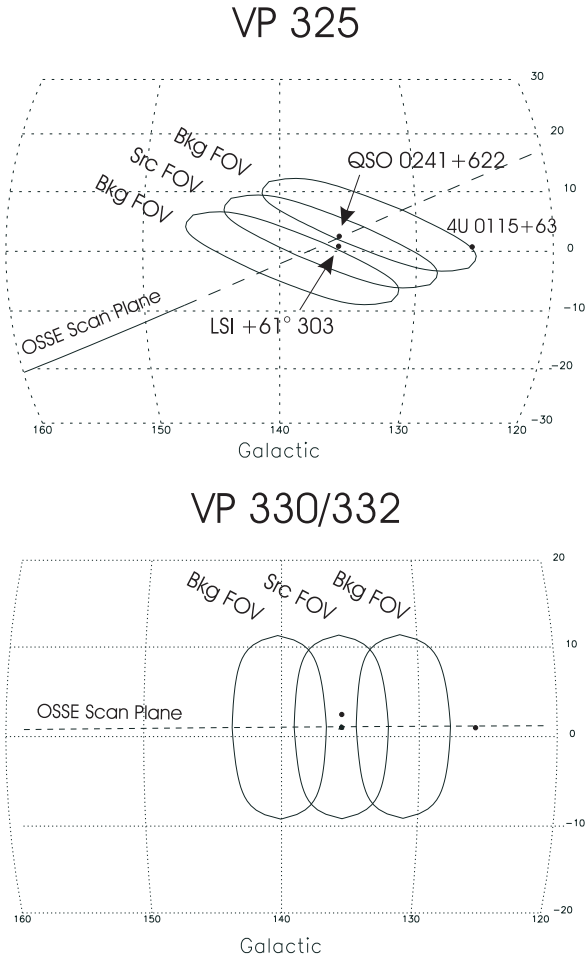 VP 325
30
20
10
0
-10
-20
-30
Bkg FOV
Src FOV
Bkg FOV
QSO 0241+622
4U 0115+63
LSI +61° 303
OSSE Scan Plane
160
150
140
130
120
Galactic
VP 330/332
20
10
0
-10
-20
Bkg FOV
Src FOV
Bkg FOV
OSSE Scan Plane
160
150
140
130
120
Galactic